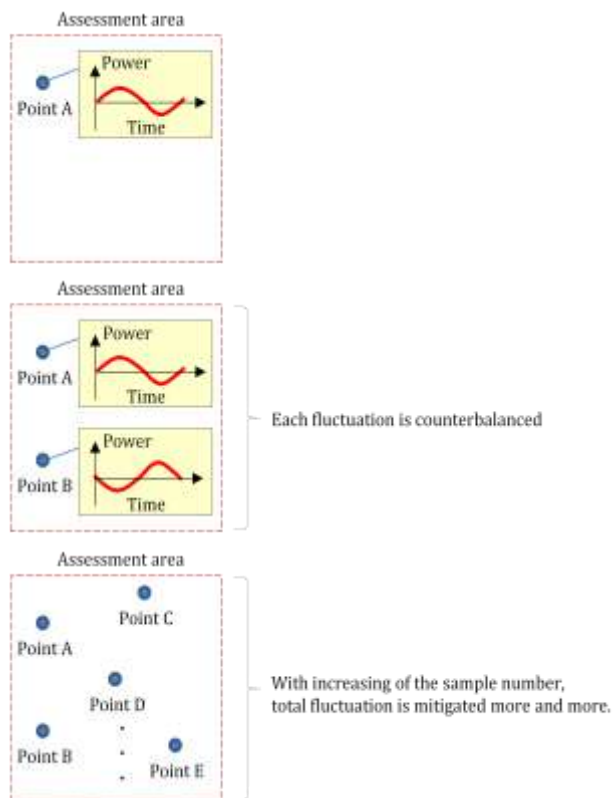 Assessment area
Power
Point A
Time
Assessment area
Power
Point A
Time
Each fluctuation is counterbalanced
Power
Point B
Time
Assessment area
Point C
Point A
With increasing of the sample number,
total fluctuation is mitigated more and more.
Point D
Point B
Point E